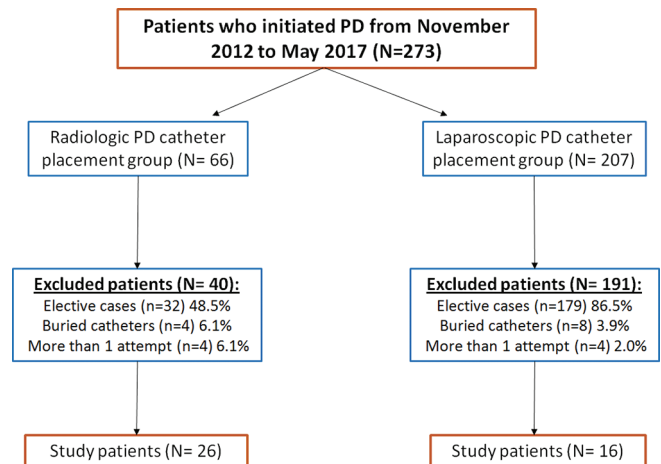 Patients who initiated PD from November
2012 to May 2017 (N=273)
Radiologic PD catheter
placement group (N= 66)
Laparoscopic PD catheter
placement group (N= 207)
Excluded patients (N= 40):
Elective cases (n=32) 48.5%
Buried catheters (n=4) 6.1%
More than 1 attempt (n=4) 6.1%
Excluded patients (N= 191):
Elective cases (n=179) 86.5%
Buried catheters (n=8) 3.9%
More than 1 attempt (n=4) 2.0%
Study patients (N= 26)
Study patients (N= 16)